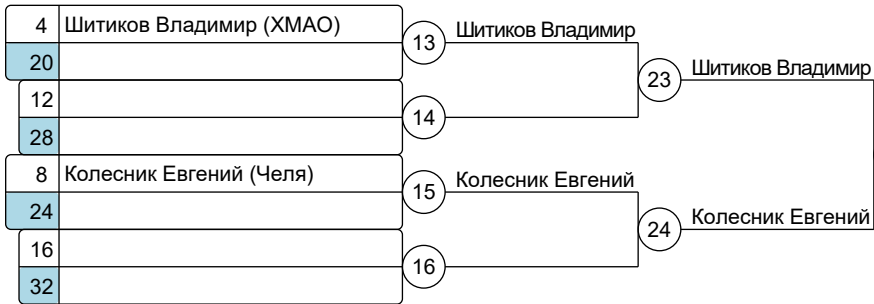 4 Шитиков Владимир (ХМАО)
13 Шитиков Владимир
20
23 Шитиков Владимир
12
14
28
8 Колесник Евгений (Челя)
15 Колесник Евгений
24
24 Колесник Евгений
16
16
32